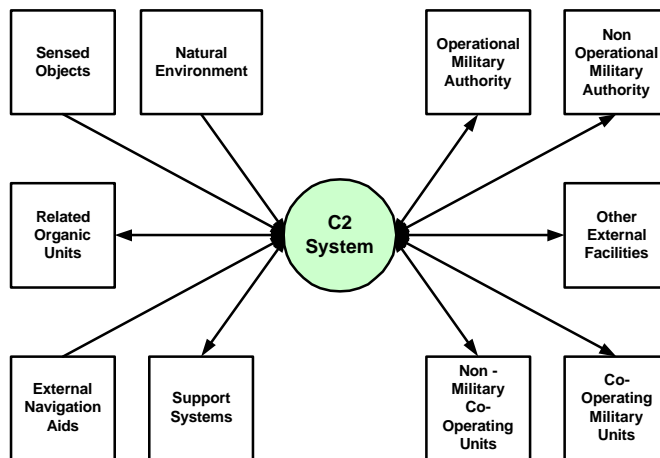 Sensed
Objects
Natural
Environment
Operational
Military
Authority
Non
Operational
Military
Authority
Related
Organic
Units
C2
System
Other
External
Facilities
External
Navigation
Aids
Support
Systems
Non -
Military
Co-
Operating
Units
Co-
Operating
Military
Units